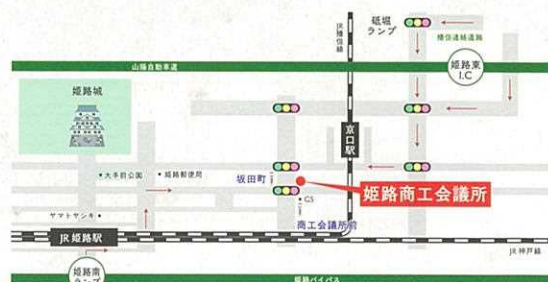 JR播但線
砥堀
ランプ
播但連絡道路
山陽自動車道
姫路東
I.C
姫路城
京口駅
大手前公園
姫路郵便局
坂田町
姫路商工会議所
GS
ヤマトヤシキ
商工会議所前
JR姫路駅
JR神戸線
姫路南
ランプ
姫路バイパス